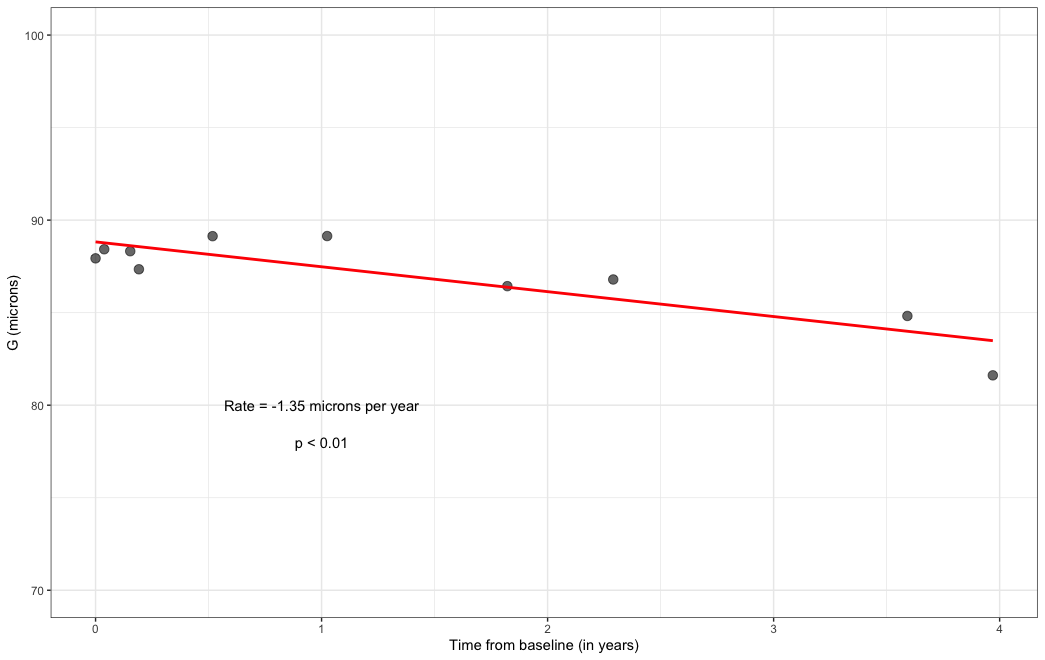 100
90
80
70
G (microns)
Rate = -1.35 microns per year
p < 0.01
0 1 2 3 4
Time from baseline (in years)